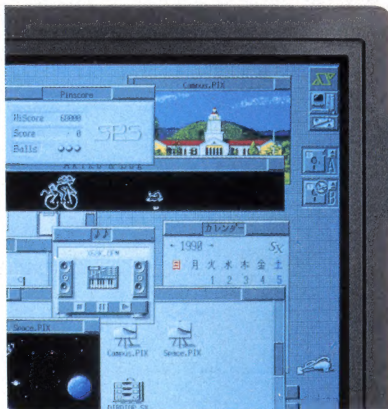 Pinscore
Campus.PIX
HiScore 60000
Score 0
Balls
SPS
カレンダー
←1990→ SX
日 月 火 水 木 金 土
1 2 3 4 5
Space.PIX
Campus.PIX
Space.PIX